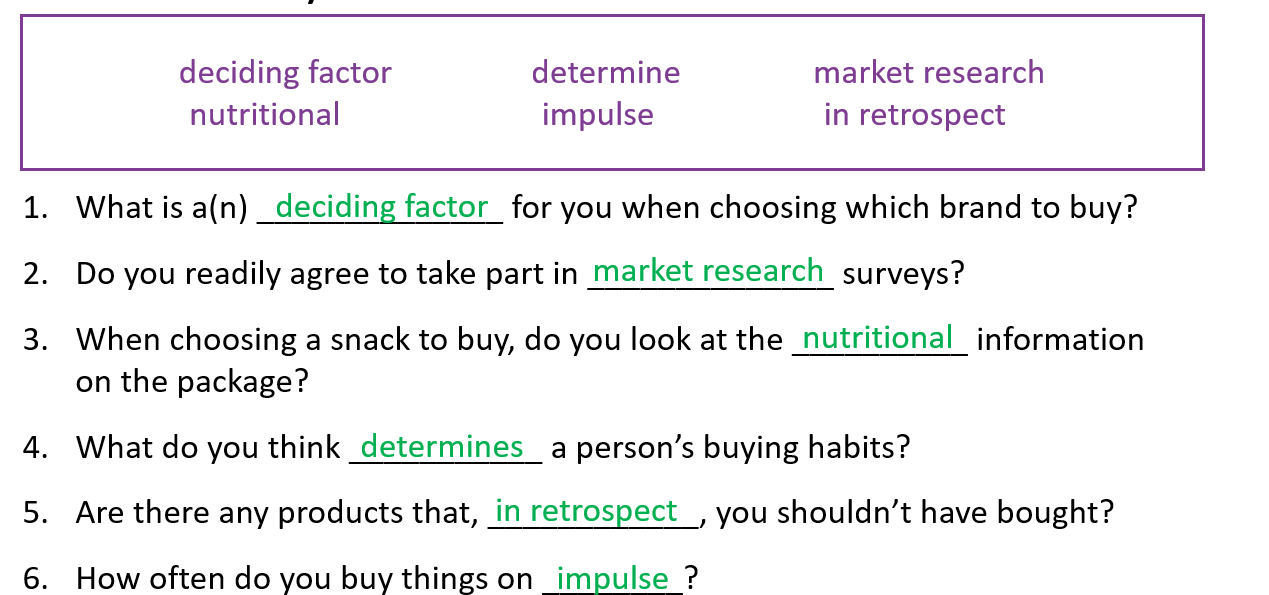 deciding factor determine market research
nutritional impulse in retrospect
1. What is a(n) deciding factor for you when choosing which brand to buy?
2. Do you readily agree to take part in market research surveys?
3. When choosing a snack to buy, do you look at the nutritional information
on the package?
4. What do you think determines a person's buying habits?
5. Are there any products that, in retrospect, you shouldn't have bought?
6. How often do you buy things on impulse?